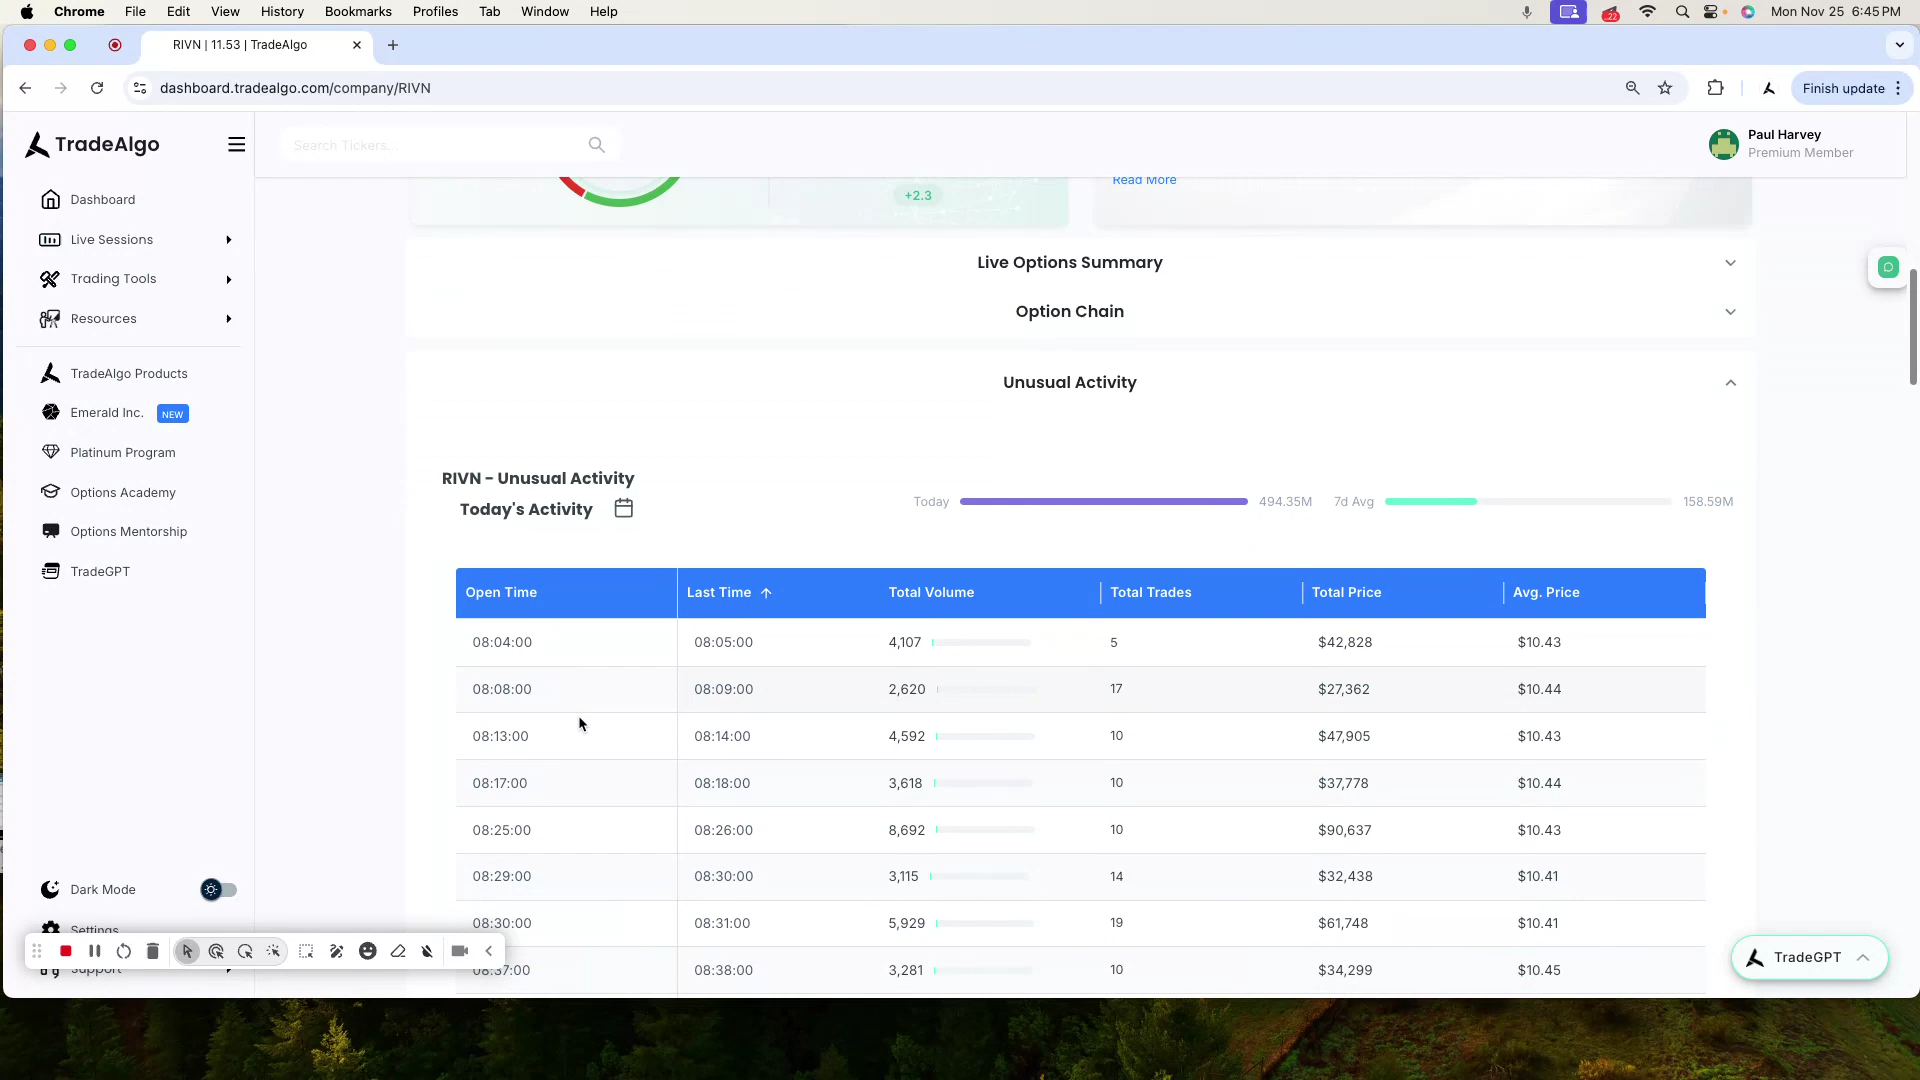 Chrome File Edit View History Bookmarks Profiles Tab Window Help
22
Mon Nov 25 6:45 PM
RIVN | 11.53 | TradeAlgo
dashboard.tradealgo.com/company/RIVN
Finish update
TradeAlgo
Search Tickers...
Paul Harvey
Premium Member
Dashboard
Live Sessions
Trading Tools
Resources
TradeAlgo Products
Emerald Inc. NEW
Platinum Program
Options Academy
Options Mentorship
TradeGPT
Dark Mode
Settings
Support
+2.3
Read More
Live Options Summary
Option Chain
Unusual Activity
RIVN - Unusual Activity
Today's Activity
Today 494.35M 7d Avg 158.59M
Open Time Last Time Total Volume Total Trades Total Price Avg. Price
08:04:00 08:05:00 4,107 5 $42,828 $10.43
08:08:00 08:09:00 2,620 17 $27,362 $10.44
08:13:00 08:14:00 4,592 10 $47,905 $10.43
08:17:00 08:18:00 3,618 10 $37,778 $10.44
08:25:00 08:26:00 8,692 10 $90,637 $10.43
08:29:00 08:30:00 3,115 14 $32,438 $10.41
08:30:00 08:31:00 5,929 19 $61,748 $10.41
08:37:00 08:38:00 3,281 10 $34,299 $10.45
TradeGPT